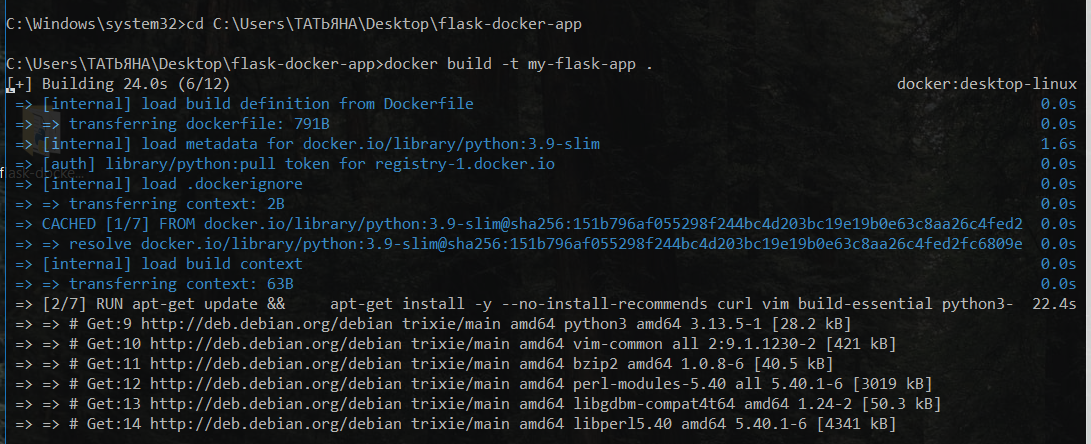 C:\Windows\system32>cd C:\Users\ТАТЬЯНА\Desktop\flask-docker-app
C:\Users\ТАТЬЯНА\Desktop\flask-docker-app>docker build -t my-flask-app .
[+] Building 24.0s (6/12) docker:desktop-linux
=> [internal] load build definition from Dockerfile 0.0s
=> => transferring dockerfile: 791B 0.0s
=> [internal] load metadata for docker.io/library/python:3.9-slim 1.6s
=> [auth] library/python:pull token for registry-1.docker.io 0.0s
=> [internal] load .dockerignore 0.0s
=> => transferring context: 2B 0.0s
=> CACHED [1/7] FROM docker.io/library/python:3.9-slim@sha256:151b796af055298f244bc4d203bc19e19b0e63c8aa26c4fed2 0.0s
=> => resolve docker.io/library/python:3.9-slim@sha256:151b796af055298f244bc4d203bc19e19b0e63c8aa26c4fed2fc6809e 0.0s
=> [internal] load build context 0.0s
=> => transferring context: 63B 0.0s
=> [2/7] RUN apt-get update &&     apt-get install -y --no-install-recommends curl vim build-essential python3- 22.4s
=> => # Get:9 http://deb.debian.org/debian trixie/main amd64 python3 amd64 3.13.5-1 [28.2 kB]
=> => # Get:10 http://deb.debian.org/debian trixie/main amd64 vim-common all 2:9.1.1230-2 [421 kB]
=> => # Get:11 http://deb.debian.org/debian trixie/main amd64 bzip2 amd64 1.0.8-6 [40.5 kB]
=> => # Get:12 http://deb.debian.org/debian trixie/main amd64 perl-modules-5.40 all 5.40.1-6 [3019 kB]
=> => # Get:13 http://deb.debian.org/debian trixie/main amd64 libgdbm-compat4t64 amd64 1.24-2 [50.3 kB]
=> => # Get:14 http://deb.debian.org/debian trixie/main amd64 libperl5.40 amd64 5.40.1-6 [4341 kB]
flask-docke...